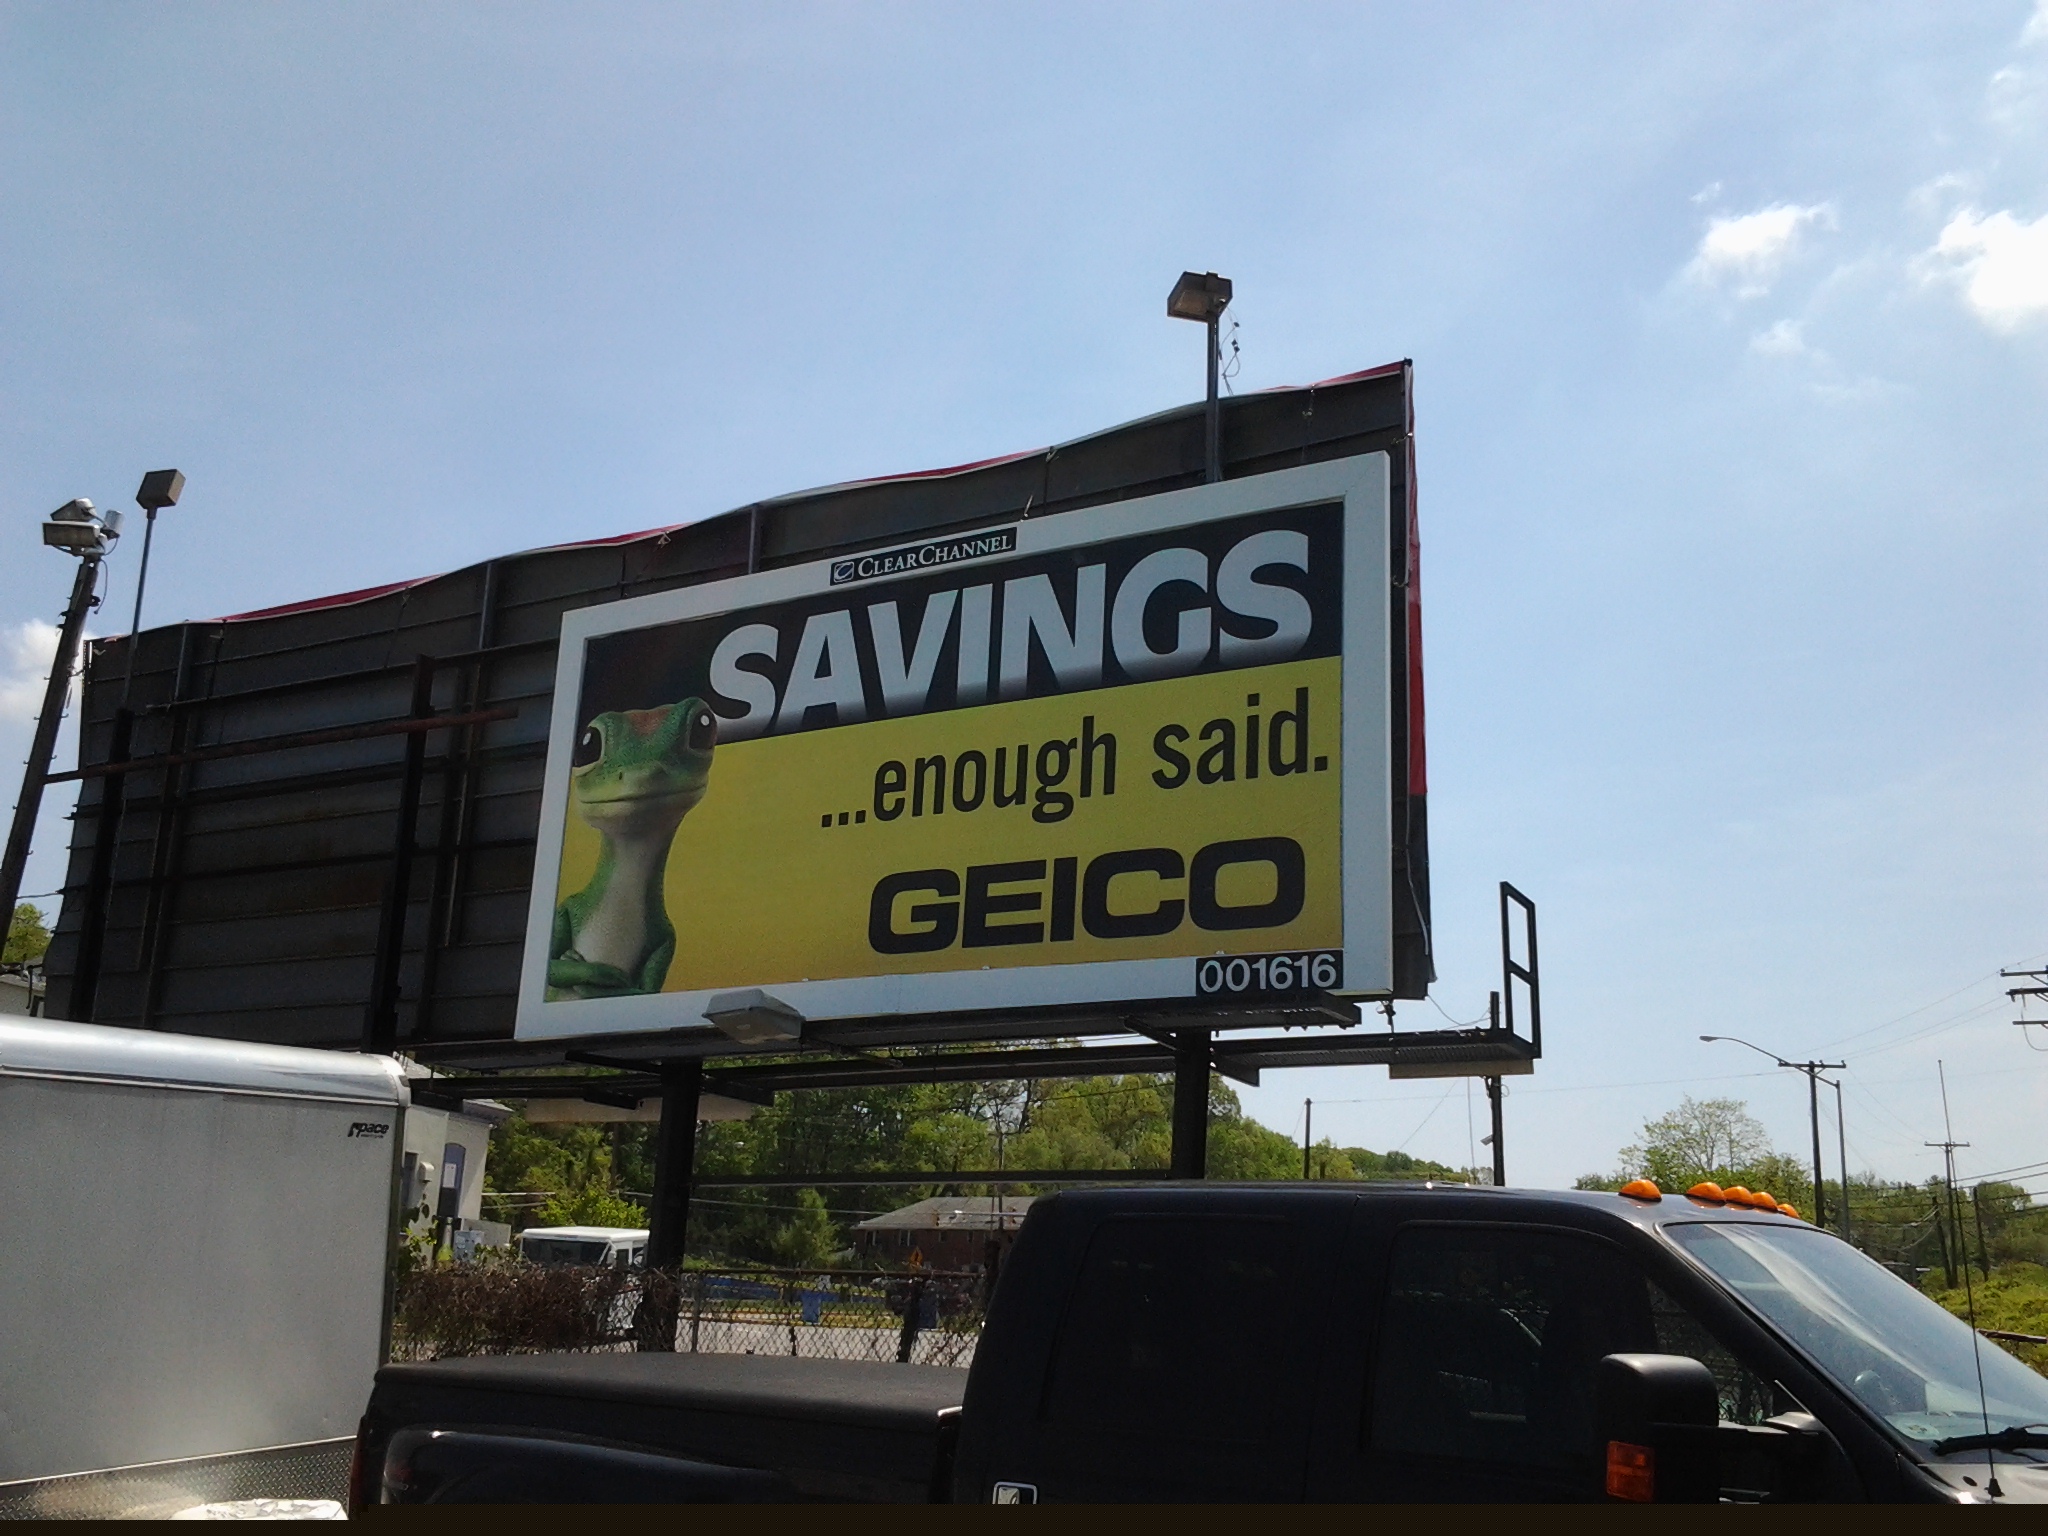 CLEARCHANNEL
SAVINGS
...enough said.
GEICO
001616
pace